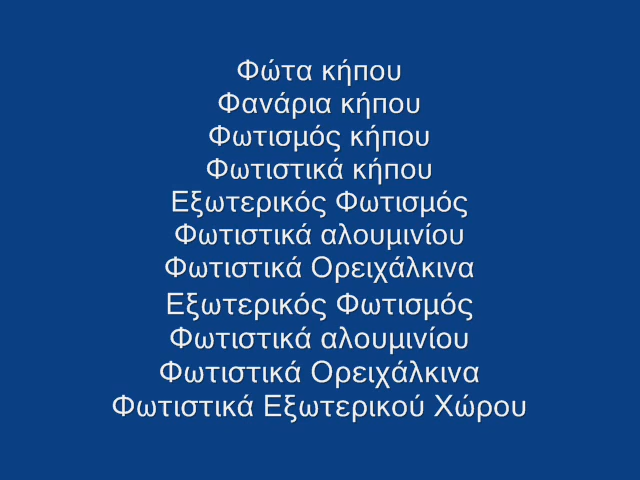 Φώτα κήπου
Φανάρια κήπου
Φωτισμός κήπου
Φωτιστικά κήπου
Εξωτερικός Φωτισμός
Φωτιστικά αλουμινίου
Φωτιστικά Ορειχάλκινα
Εξωτερικός Φωτισμός
Φωτιστικά αλουμινίου
Φωτιστικά Ορειχάλκινα
Φωτιστικά Εξωτερικού Χώρου